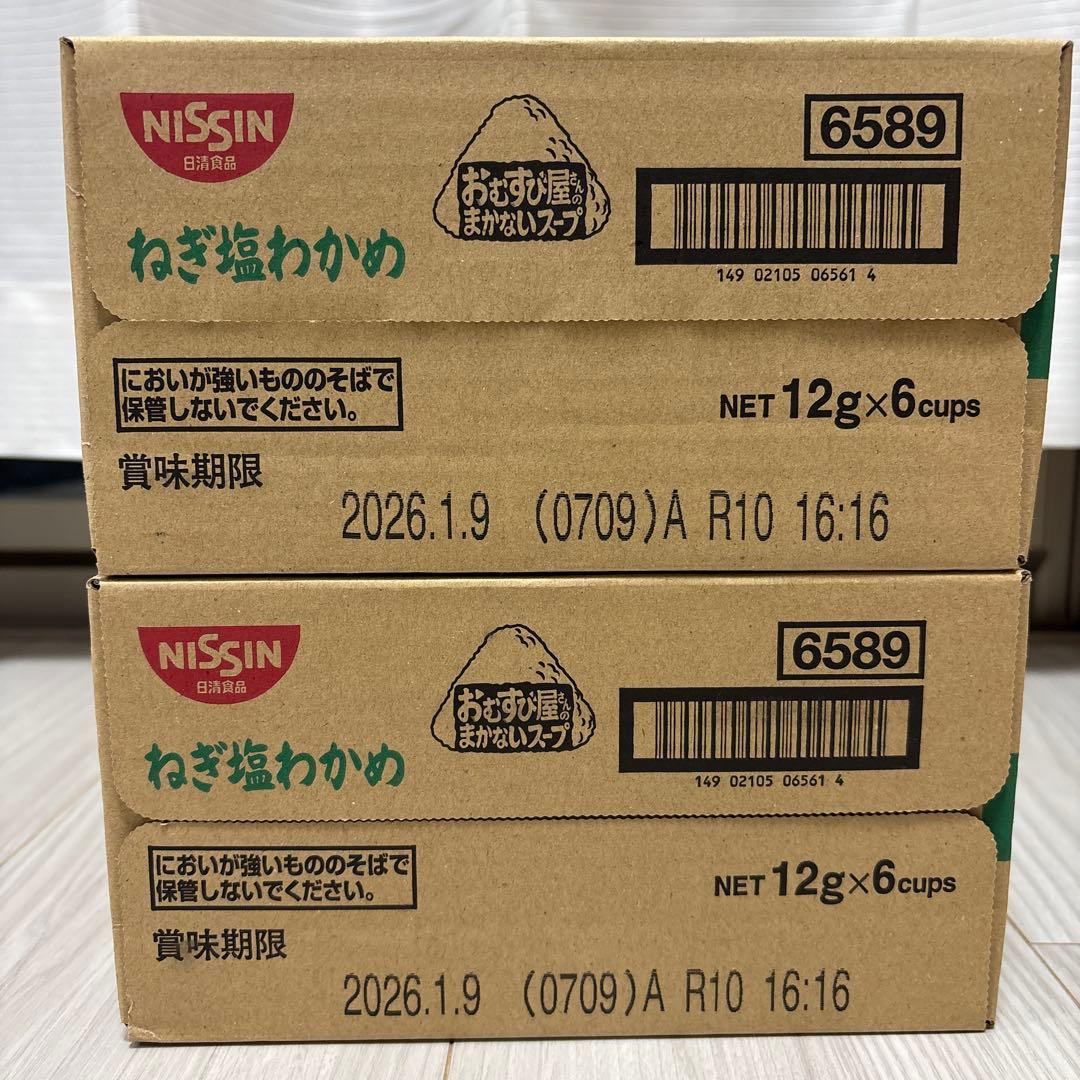 NISSIN
日清食品
おむすび屋さんの
まかないスープ
6589
149 02105 06561 4
ねぎ塩わかめ
においが強いもののそばで
保管しないでください。
NET 12g×6cups
賞味期限
2026.1.9 (0709)A R10 16:16
NISSIN
日清食品
おむすび屋さんの
まかないスープ
6589
149 02105 06561 4
ねぎ塩わかめ
においが強いもののそばで
保管しないでください。
NET 12g×6cups
賞味期限
2026.1.9 (0709)A R10 16:16